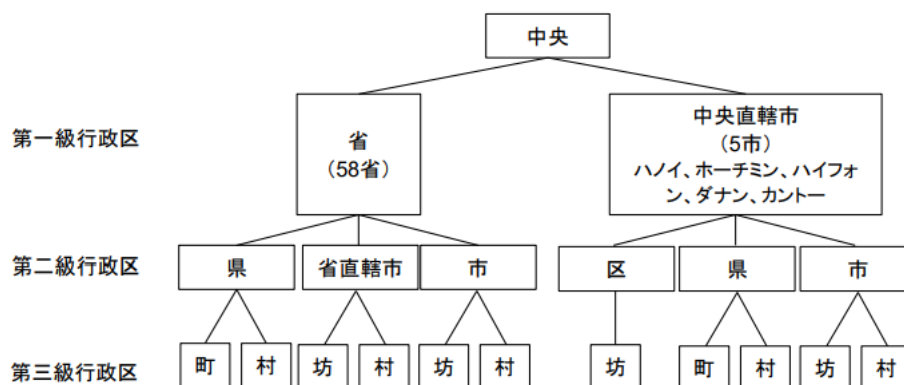 中央
第一級行政区
省
（58省）
中央直轄市
（5市）
ハノイ、ホーチミン、ハイフォ
ン、ダナン、カントー
第二級行政区
県
省直轄市
市
区
県
市
第三級行政区
町
村
坊
村
坊
村
坊
町
村
坊
村